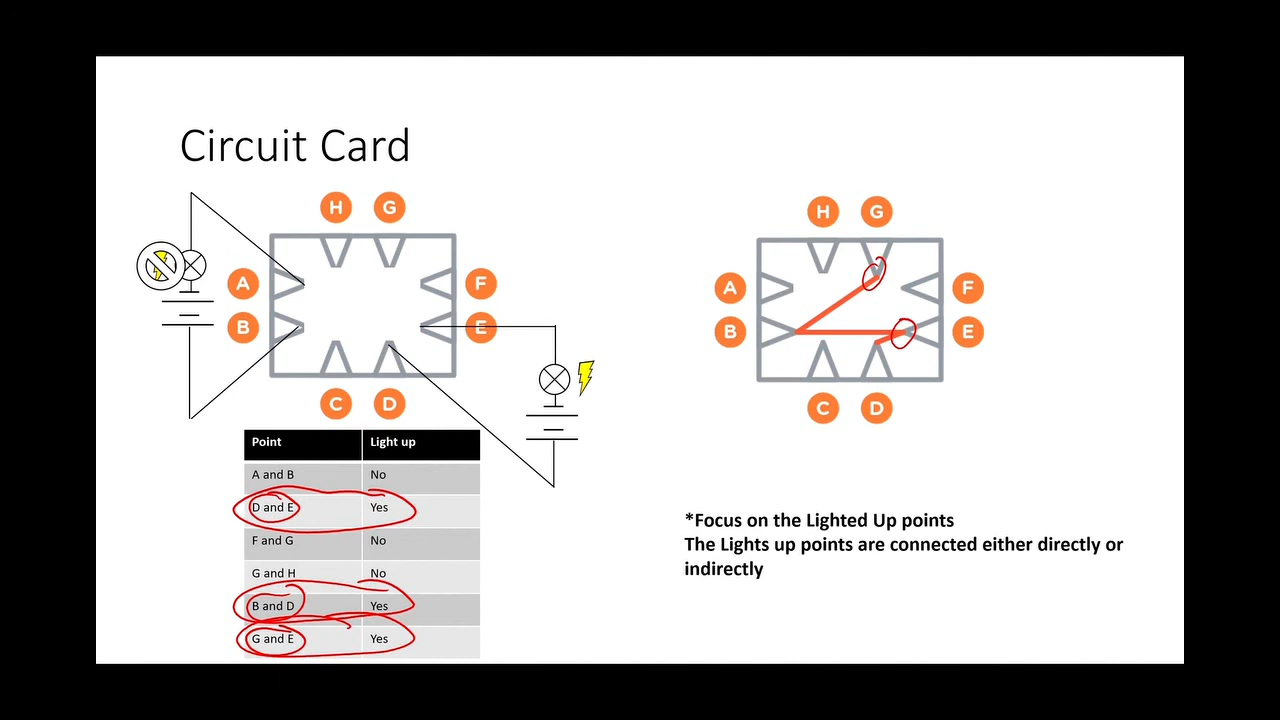 Circuit Card
H G
A F
B E
C D
Point Light up
A and B No
D and E Yes
F and G No
G and H No
B and D Yes
G and E Yes
H G
A F
B E
C D
*Focus on the Lighted Up points
The Lights up points are connected either directly or
indirectly